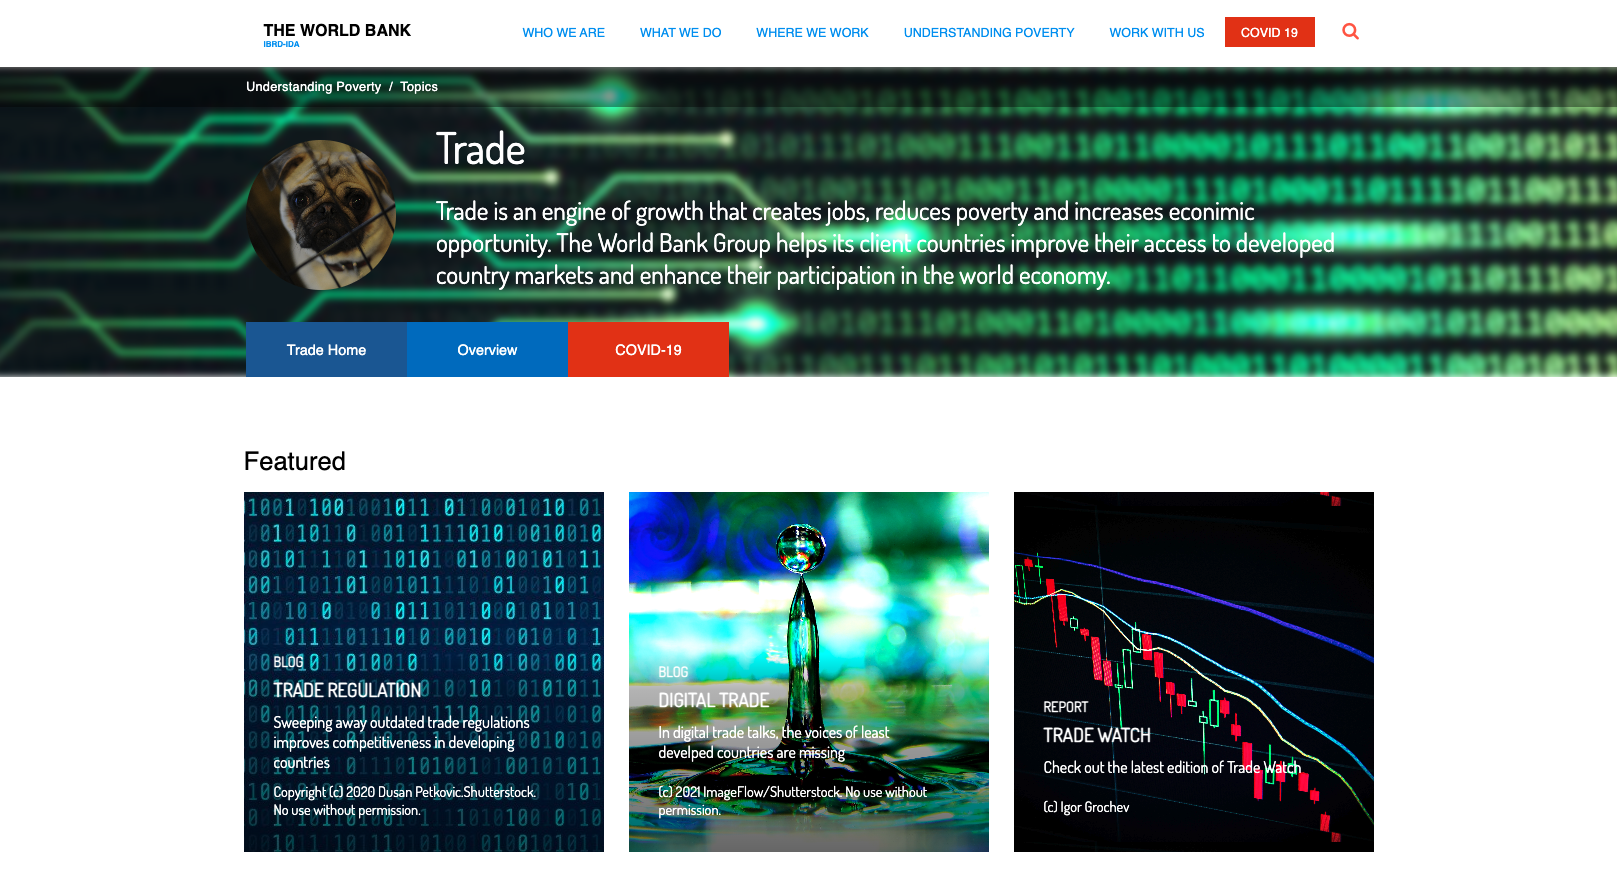 THE WORLD BANK
IBRD-IDA
WHO WE ARE
WHAT WE DO
WHERE WE WORK
UNDERSTANDING POVERTY
WORK WITH US
COVID 19
Understanding Poverty / Topics
Trade
Trade is an engine of growth that creates jobs, reduces poverty and increases econimic
opportunity. The World Bank Group helps its client countries improve their access to developed
country markets and enhance their participation in the world economy.
Trade Home
Overview
COVID-19
Featured
BLOG
TRADE REGULATION
Sweeping away outdated trade regulations
improves competitiveness in developing
countries
Copyright (c) 2020 Dusan Petkovic.Shutterstock.
No use without permission.
BLOG
DIGITAL TRADE
In digital trade talks, the voices of least
develped countries are missing
(c) 2021 ImageFlow/Shutterstock. No use without
permission.
REPORT
TRADE WATCH
Check out the latest edition of Trade Watch
(c) Igor Grochev